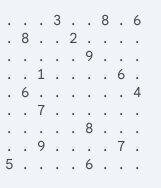 . . . 3 . . 8 . 6
. 8 . . 2 . . . .
. . . . . 9 . . .
. . 1 . . . . 6 .
. 6 . . . . . . 4
. . 7 . . . . . .
. . . . . 8 . . .
. . 9 . . . . 7 .
5 . . . . 6 . . .